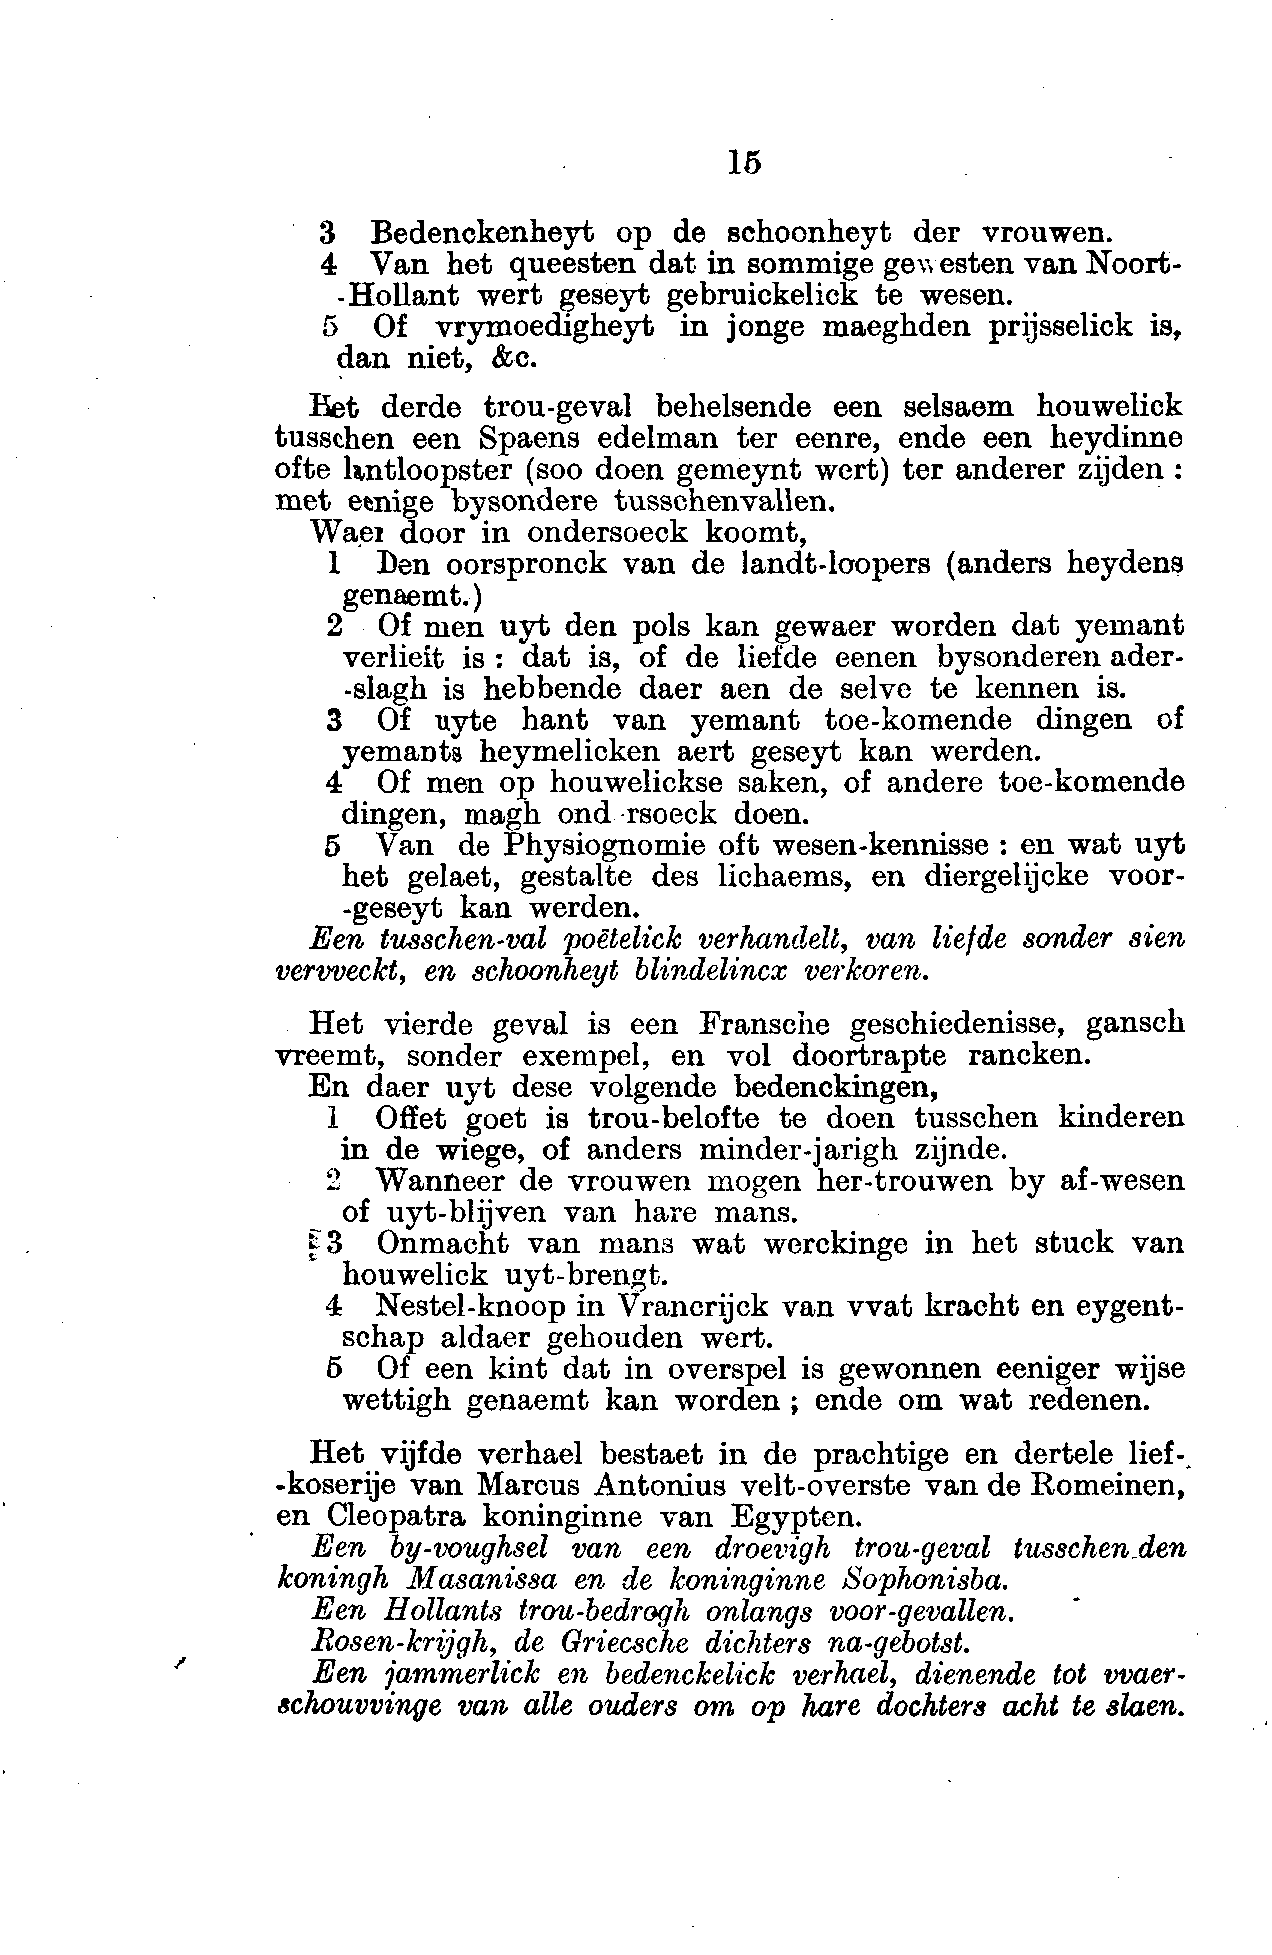 15
3 Bedenckenheyt op de schoonheyt der vrouwen.
4 Van het queesten dat in sommige gewesten van Noort-
-Hollant wert geseyt gebruickelick te wesen.
5 Of vrymoedigheyt in jonge maeghden prijsselick is,
dan niet, &c.
Het derde trou-geval behelsende een selsaem houwelick
tusschen een Spaens edelman ter eenre, ende een heydinne
ofte lantloopster (soo doen gemeynt wert) ter anderer zijden :
met eenige bysondere tusschenvallen.
Waer door in ondersoeck koomt,
1 Den oorspronck van de landt-loopers (anders heydens
genaemt.)
2 Of men uyt den pols kan gewaer worden dat yemant
verlieft is : dat is, of de liefde eenen bysonderen ader-
-slagh is hebbende daer aen de selve te kennen is.
3 Of uyte hant van yemant toe-komende dingen of
yemants heymelicken aert geseyt kan werden.
4 Of men op houwelickse saken, of andere toe-komende
dingen, magh ond rsoeck doen.
5 Van de Physiognomie oft wesen-kennisse : en wat uyt
het gelaet, gestalte des lichaems, en diergelijcke voor-
-geseyt kan werden.
Een tusschen-val poëtelick verhandelt, van liefde sonder sien
vervveckt, en schoonheyt blindelincx verkoren.
Het vierde geval is een Fransche geschiedenisse, gansch
vreemt, sonder exempel, en vol doortrapte rancken.
En daer uyt dese volgende bedenckingen,
1 Offet goet is trou-belofte te doen tusschen kinderen
in de wiege, of anders minder-jarigh zijnde.
2 Wanneer de vrouwen mogen her-trouwen by af-wesen
of uyt-blijven van hare mans.
3 Onmacht van mans wat werckinge in het stuck van
houwelick uyt-brengt.
4 Nestel-knoop in Vrancrijck van vvat kracht en eygent-
schap aldaer gehouden wert.
5 Of een kint dat in overspel is gewonnen eeniger wijse
wettigh genaemt kan worden ; ende om wat redenen.
Het vijfde verhael bestaet in de prachtige en dertele lief-
-koserije van Marcus Antonius velt-overste van de Romeinen,
en Cleopatra koninginne van Egypten.
Een by-voughsel van een droevigh trou-geval tusschen den
koningh Masanissa en de koninginne Sophonisba.
Een Hollants trou-bedrogh onlangs voor-gevallen.
Rosen-krijgh, de Griecsche dichters na-gebotst.
Een jammerlick en bedenckelick verhael, dienende tot vvaer-
schouvvinge van alle ouders om op hare dochters acht te slaen.